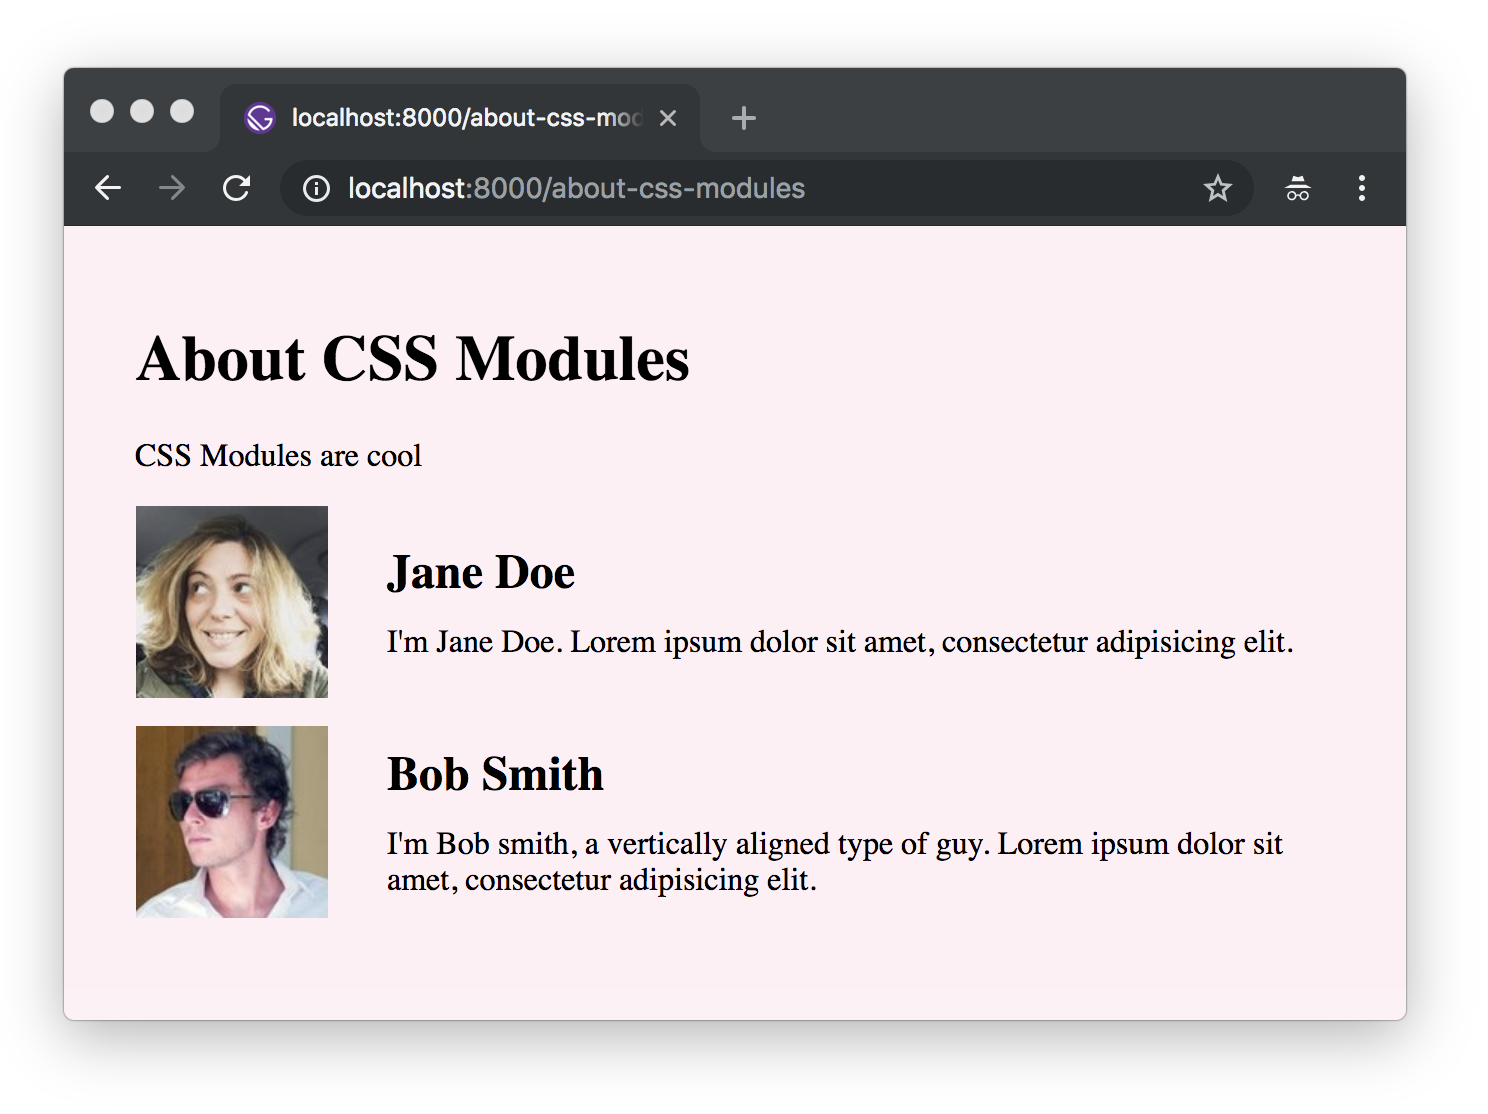 localhost:8000/about-css-mod
localhost:8000/about-css-modules
About CSS Modules
CSS Modules are cool
Jane Doe
I'm Jane Doe. Lorem ipsum dolor sit amet, consectetur adipisicing elit.
Bob Smith
I'm Bob smith, a vertically aligned type of guy. Lorem ipsum dolor sit
amet, consectetur adipisicing elit.